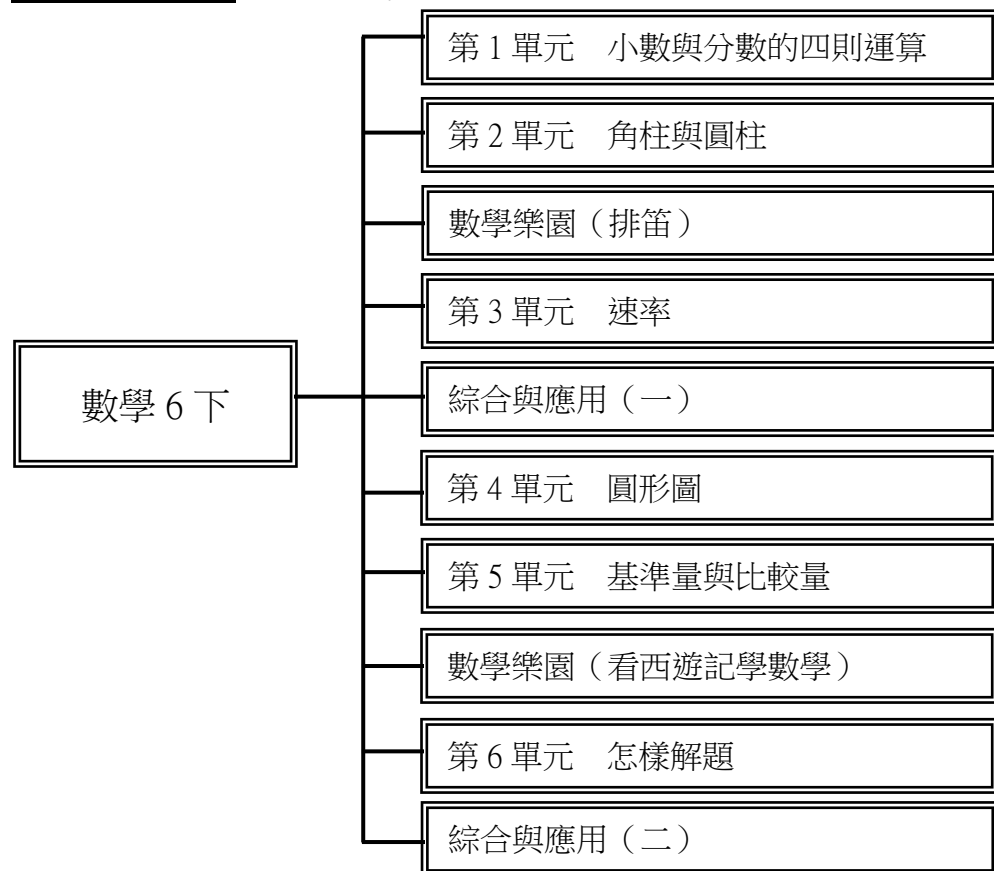 數學 6 下
第 1 單元　小數與分數的四則運算
第 2 單元　角柱與圓柱
數學樂園（排笛）
第 3 單元　速率
綜合與應用（一）
第 4 單元　圓形圖
第 5 單元　基準量與比較量
數學樂園（看西遊記學數學）
第 6 單元　怎樣解題
綜合與應用（二）